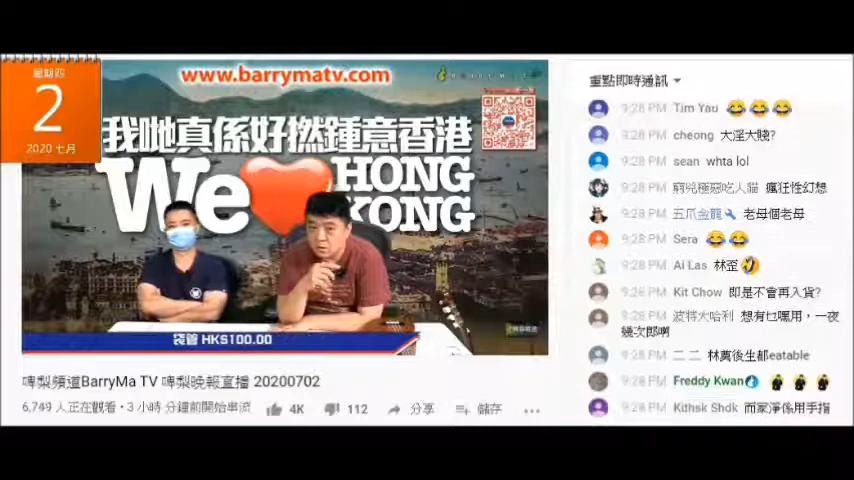 星期四
2
2020 七月
www.barrymatv.com
我哋真係好撚鍾意香港
We
HONG
KONG
袋管 HK$100.00
啤梨頻道BarryMa TV 啤梨晚報直播 20200702
6,749 人正在觀看・3 小時 分鐘前開始串流
4K
112
分享
儲存
重點即時通訊
9:28 PM Tim Yau 😂😂😂
9:28 PM cheong 大淫大賤?
9:28 PM sean whta lol
9:28 PM 窮兇極惡吃人貓 瘋狂性幻想
9:28 PM 五爪金龍🔧 老母個老母
9:28 PM Sera 😂😂
9:28 PM Ai Las 林歪🤣
9:28 PM Kit Chow 即是不會再入貨?
9:28 PM 波特大哈利 想有乜嘢用,一夜
幾次郎啊
9:28 PM 二 二 林薦後生都eatable
9:28 PM Freddy Kwan
9:28 PM Kithsk Shdk 而家淨係用手指